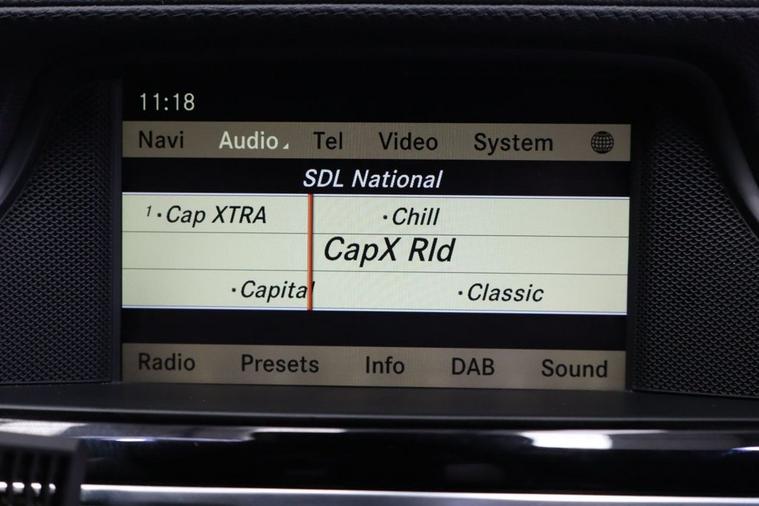 11:18
Navi Audio Tel Video System
SDL National
1 · Cap XTRA · Chill
CapX Rld
· Capital · Classic
Radio Presets Info DAB Sound